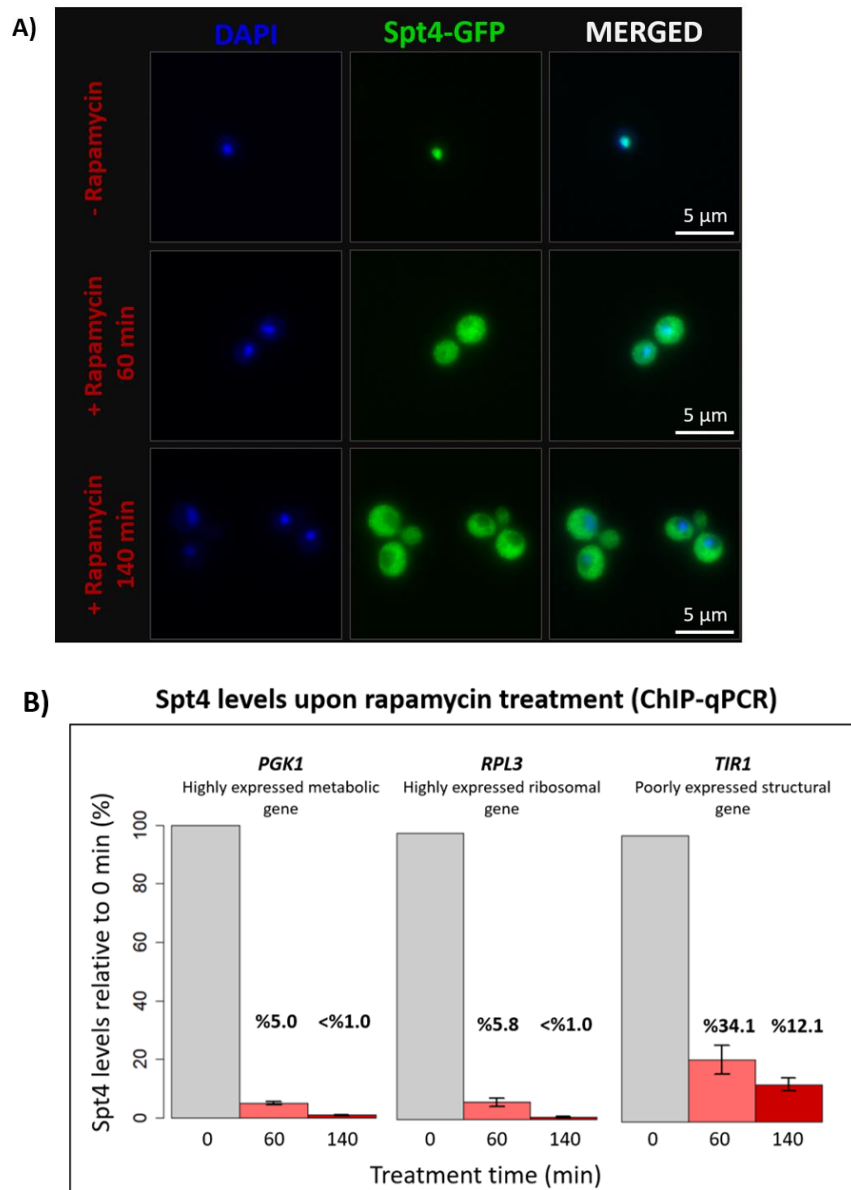 A)
DAPI Spt4-GFP MERGED
- Rapamycin
5 µm
+ Rapamycin
60 min
5 µm
+ Rapamycin
140 min
5 µm
B) Spt4 levels upon rapamycin treatment (ChIP-qPCR)
PGK1 RPL3 TIR1
Highly expressed metabolic Highly expressed ribosomal Poorly expressed structural
gene gene gene
Spt4 levels relative to 0 min (%)
100
80
60
40
20
0
%5.0 <%1.0 %5.8 <%1.0 %34.1 %12.1
0 60 140 0 60 140 0 60 140
Treatment time (min)